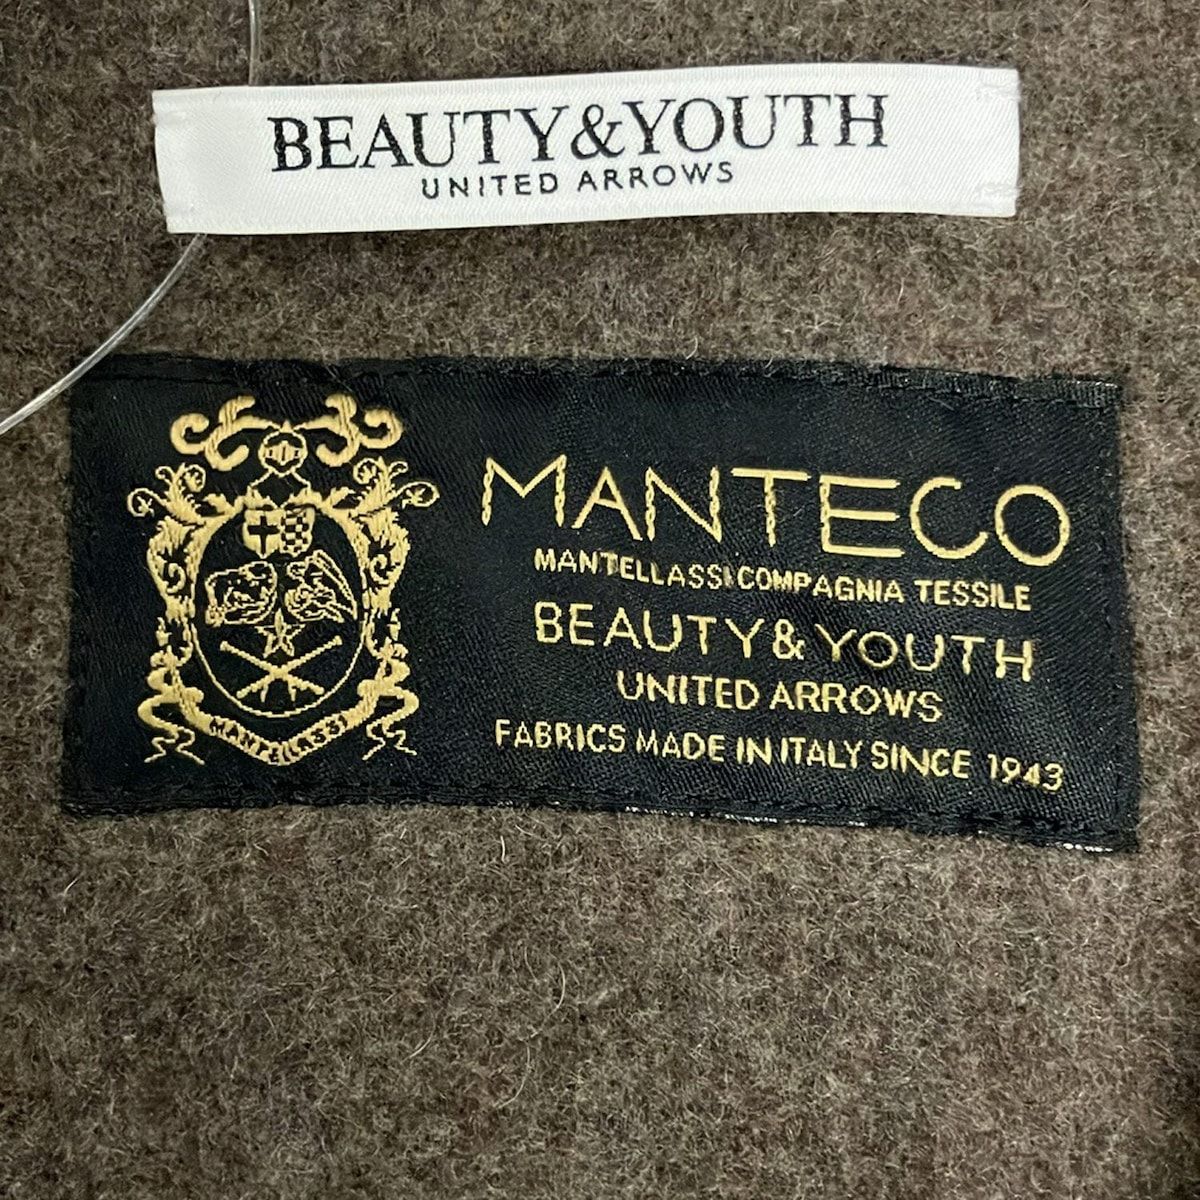 BEAUTY&YOUTH
UNITED ARROWS
MANTECO
MANTELLASSI COMPAGNIA TESSILE
BEAUTY & YOUTH
UNITED ARROWS
FABRICS MADE IN ITALY SINCE 1943
MANTELLASSI